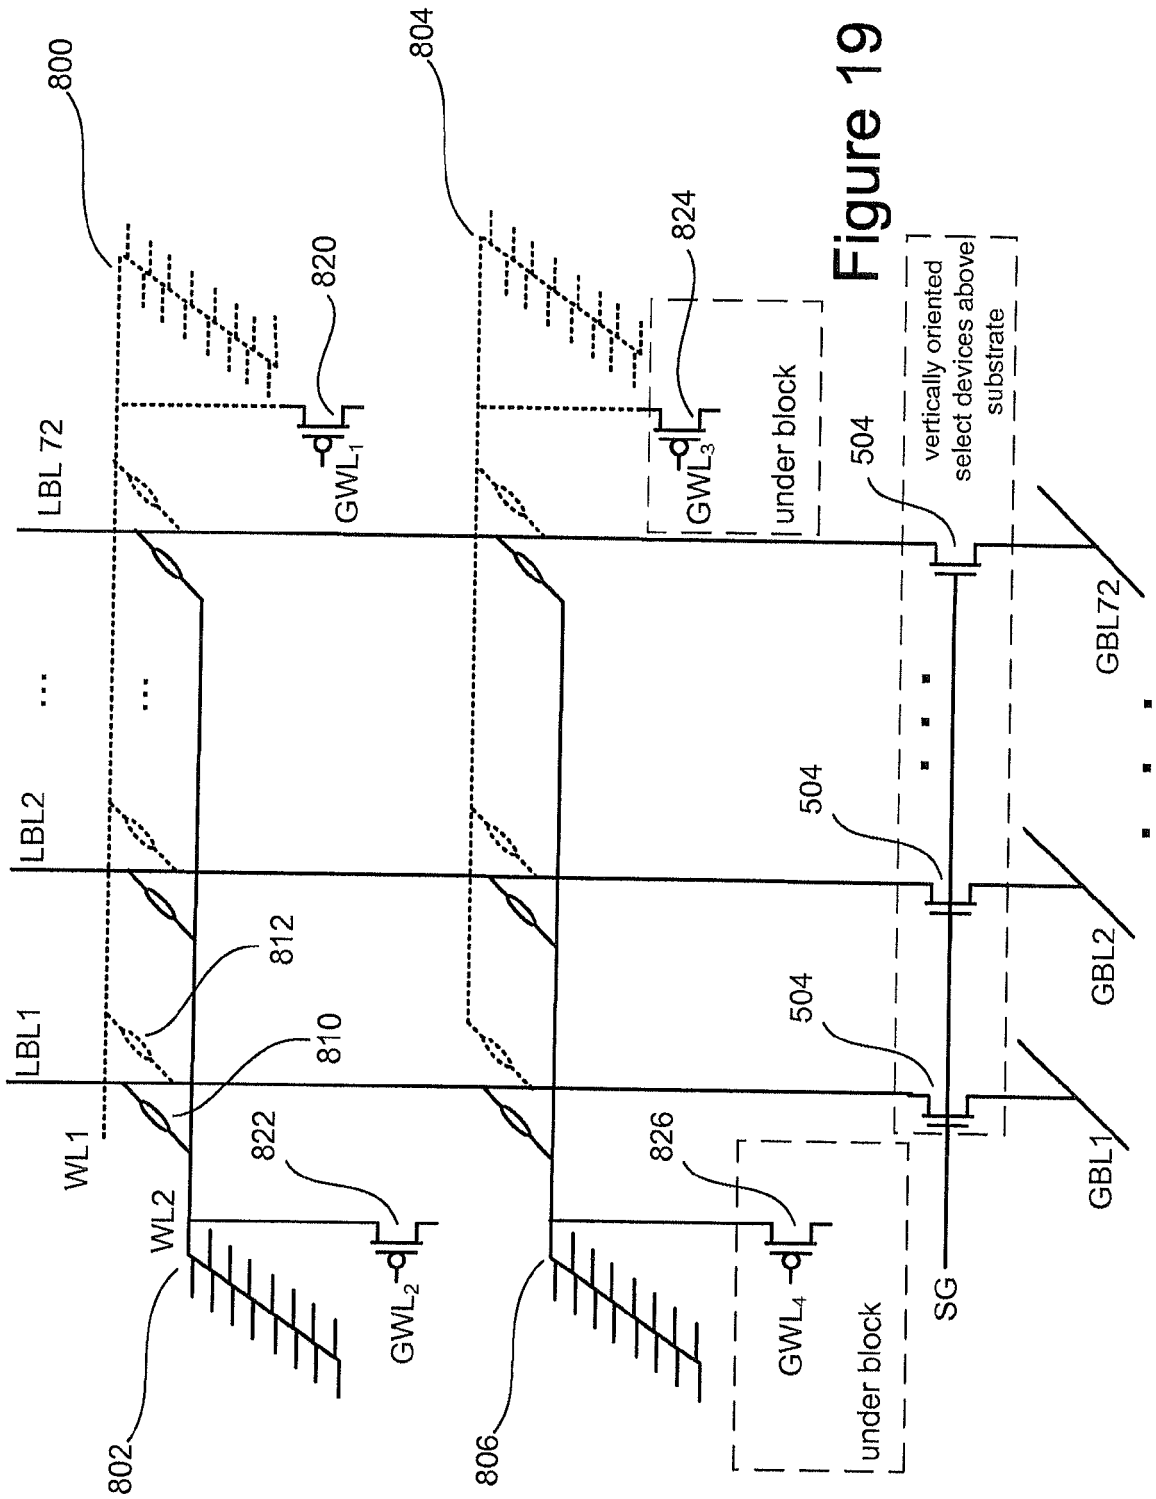 800
804
LBL 72
...
LBL2
LBL1
WL1
WL2
802
...
812
810
822
820
GWL₁
GWL₂
806
824
GWL₃
under block
826
GWL₄
under block
Figure 19
vertically oriented
select devices above
substrate
504
504
504
SG
GBL72
GBL2
GBL1